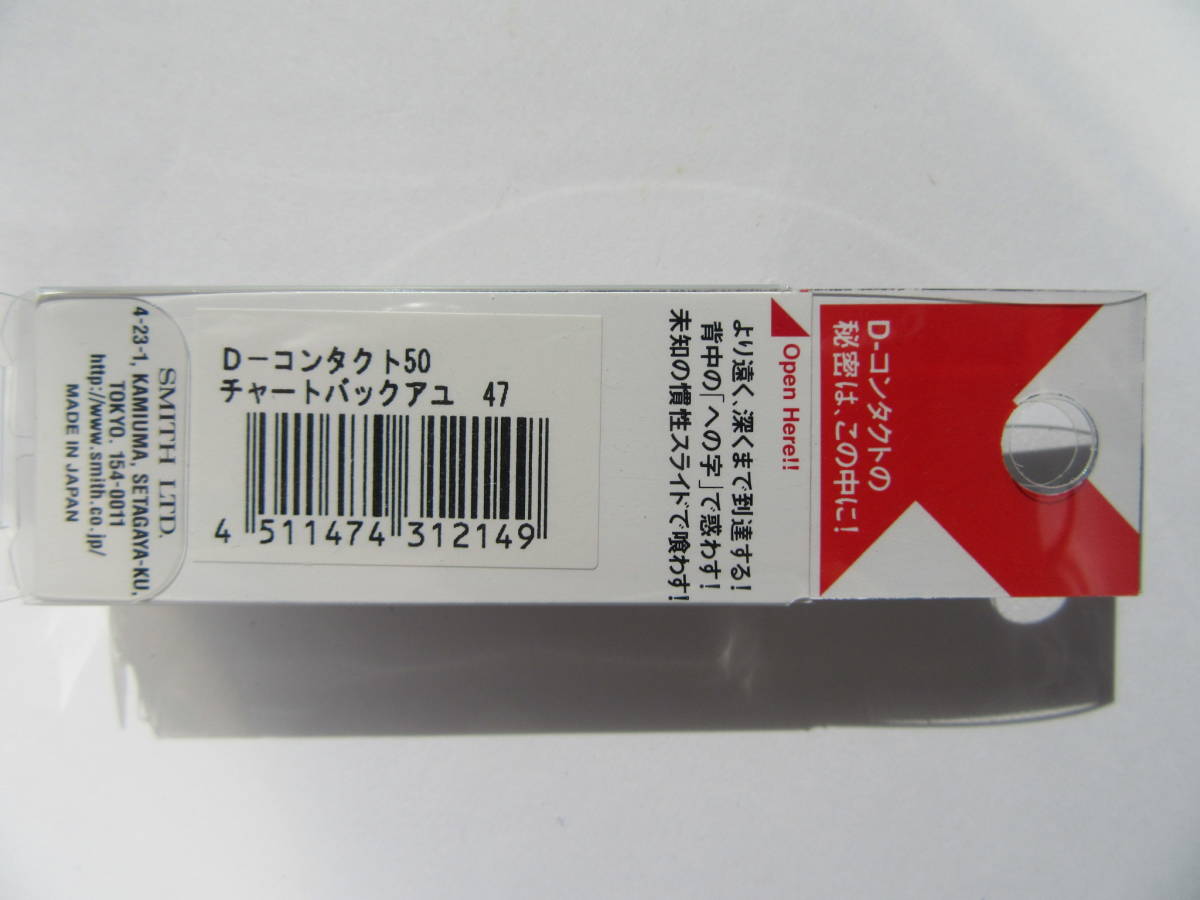 D-コンタクトの
秘密は、この中に!
Open Here!!
より遠く、深くまで到達する!
背中の「への字」で惑わす!
未知の慣性スライドで喰わす!
D－コンタクト50
チャートバックアユ 47
4 511474 312149
SMITH LTD.
4-23-1, KAMIUMA, SETAGAYA-KU,
TOKYO. 154-0011
http://www.smith.co.jp/
MADE IN JAPAN